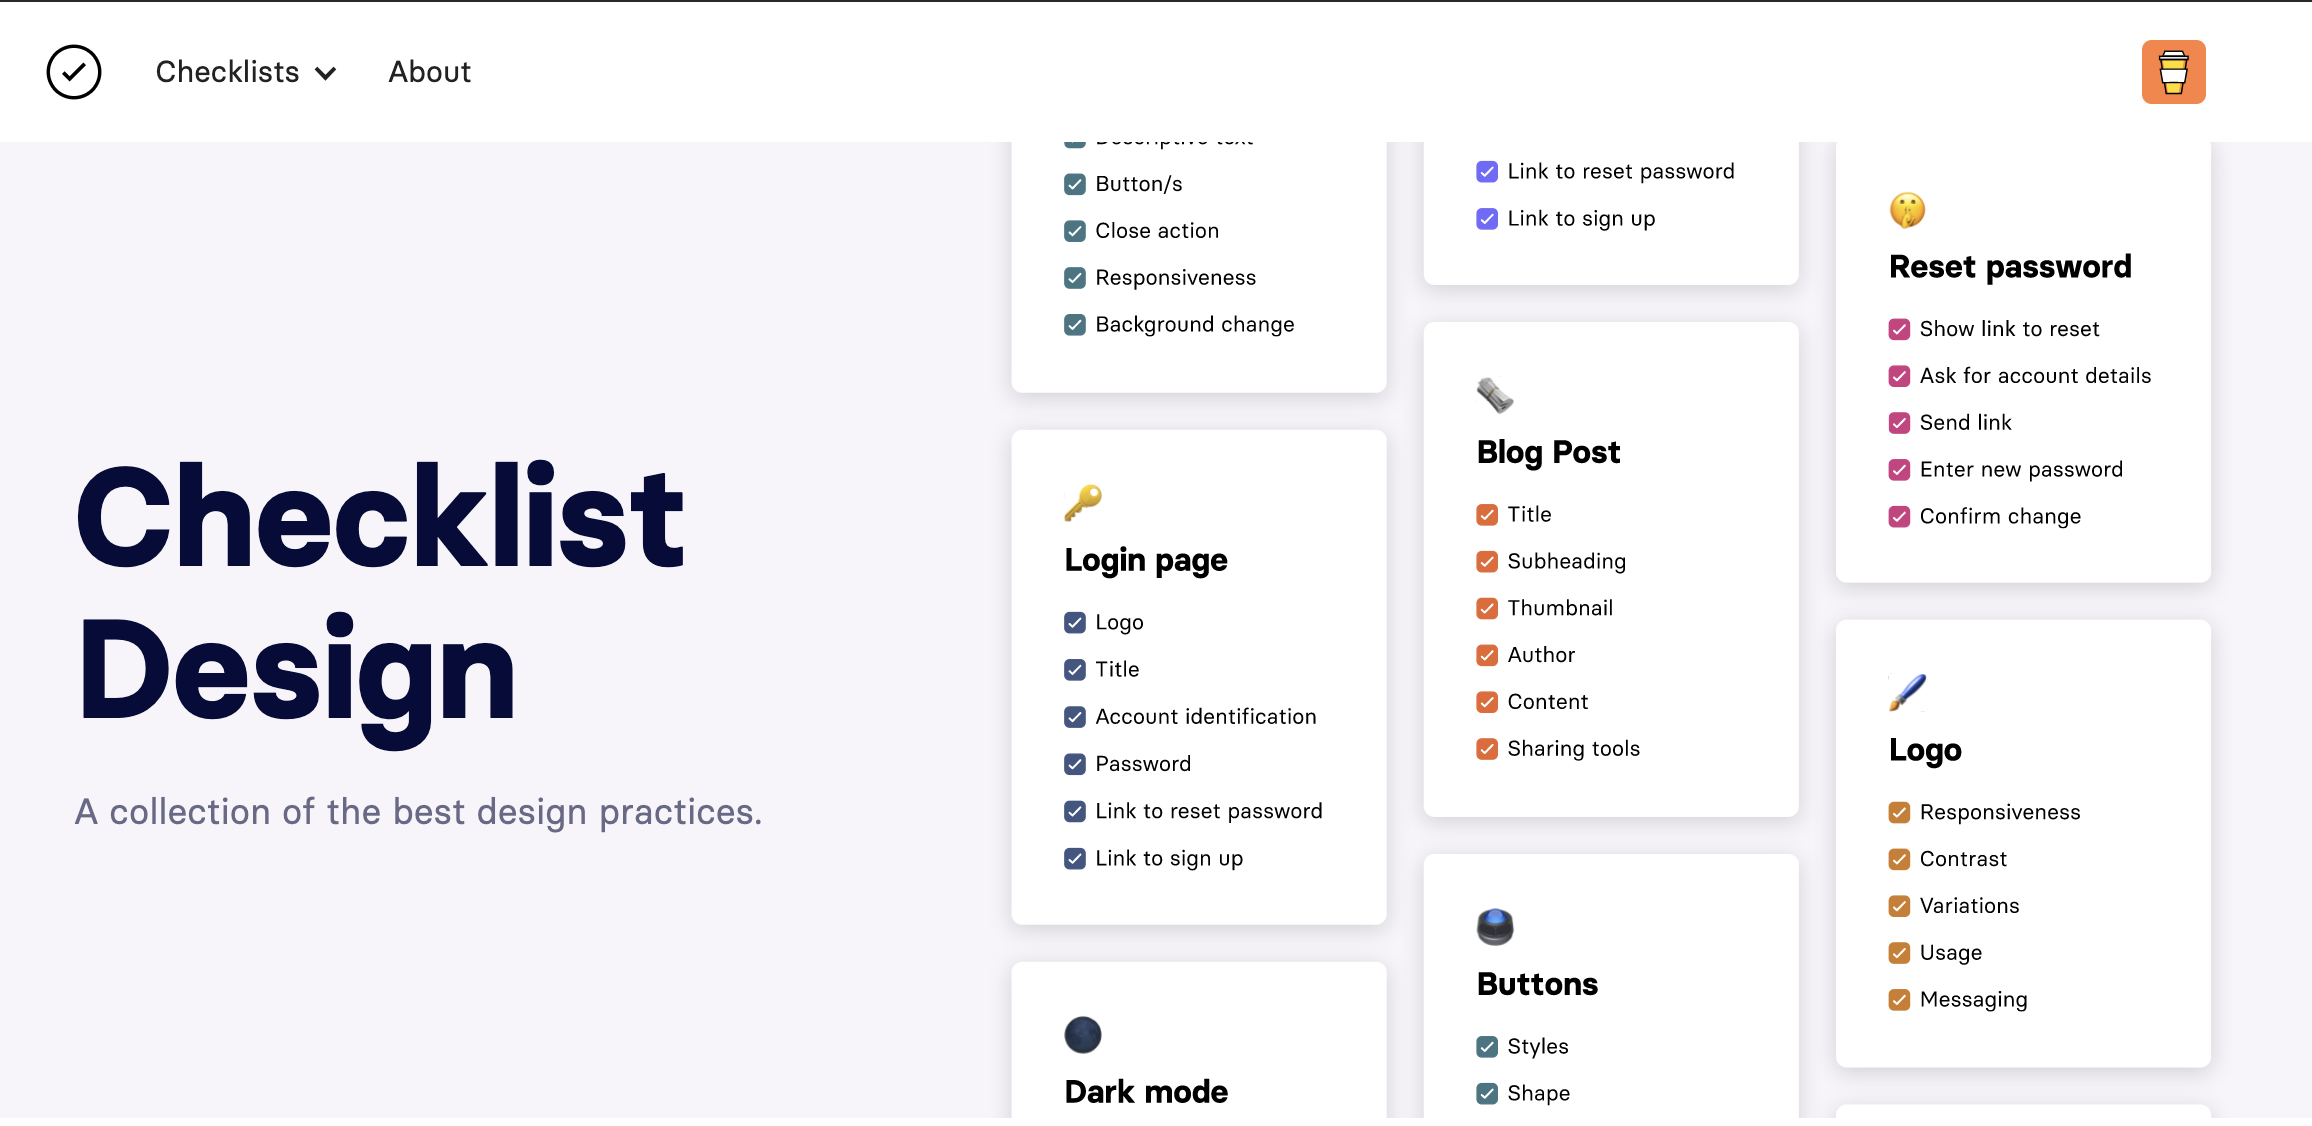 Checklists
About
Checklist
Design
A collection of the best design practices.
Descriptive text
Button/s
Close action
Responsiveness
Background change
Login page
Logo
Title
Account identification
Password
Link to reset password
Link to sign up
Dark mode
Link to reset password
Link to sign up
Blog Post
Title
Subheading
Thumbnail
Author
Content
Sharing tools
Buttons
Styles
Shape
Reset password
Show link to reset
Ask for account details
Send link
Enter new password
Confirm change
Logo
Responsiveness
Contrast
Variations
Usage
Messaging